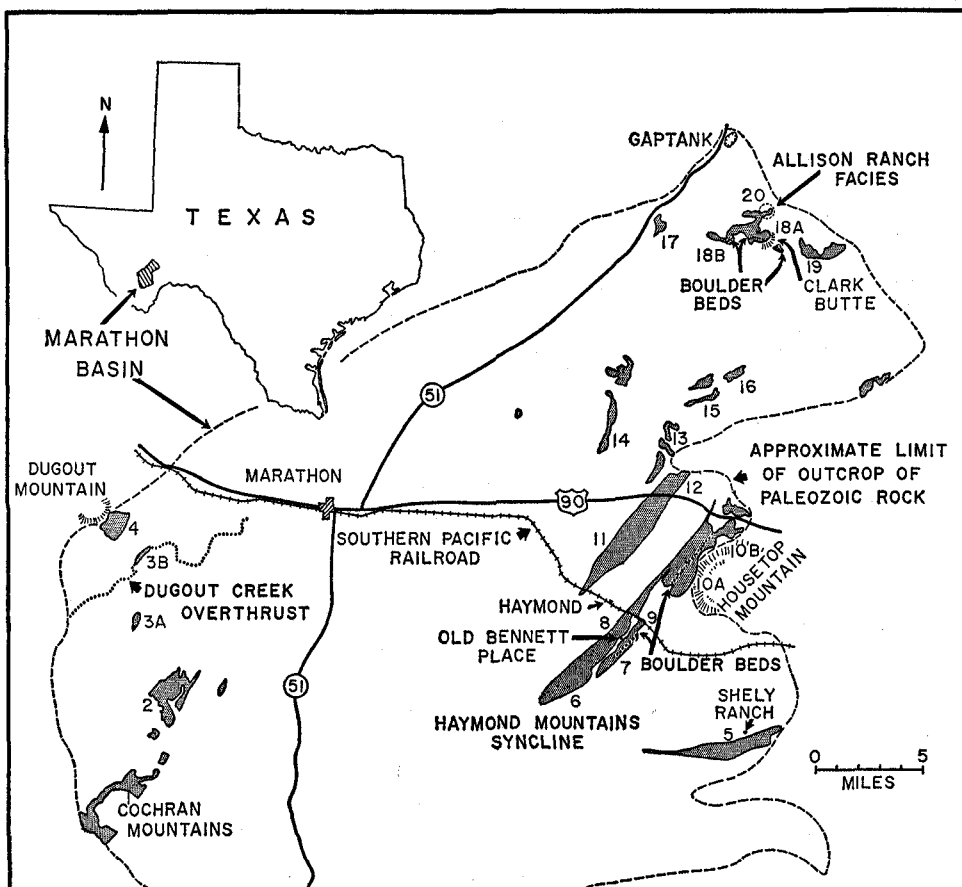 N
TEXAS
MARATHON
BASIN
GAPTANK
ALLISON RANCH
FACIES
20
18A
17
18B
19
BOULDER
BEDS
CLARK
BUTTE
51
16
15
14
13
DUGOUT
MOUNTAIN
MARATHON
APPROXIMATE LIMIT
OF OUTCROP OF
PALEOZOIC ROCK
12
90
4
SOUTHERN PACIFIC
RAILROAD
11
3B
10B
10A
HOUSETOP
MOUNTAIN
DUGOUT CREEK
OVERTHRUST
HAYMOND
3A
8
9
OLD BENNETT
PLACE
7
BOULDER BEDS
51
2
6
HAYMOND MOUNTAINS
SYNCLINE
SHELY
RANCH
5
0 5
MILES
1
COCHRAN
MOUNTAINS